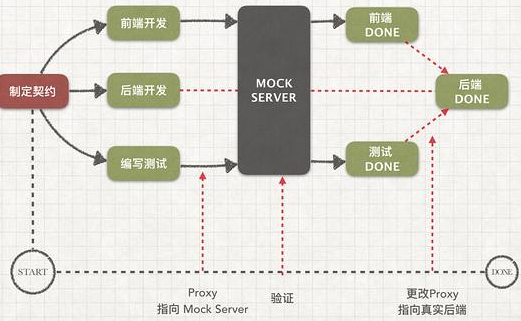 前端开发
前端
DONE
制定契约
后端开发
MOCK
SERVER
后端
DONE
编写测试
测试
DONE
START
DONE
Proxy
指向 Mock Server
验证
更改Proxy
指向真实后端